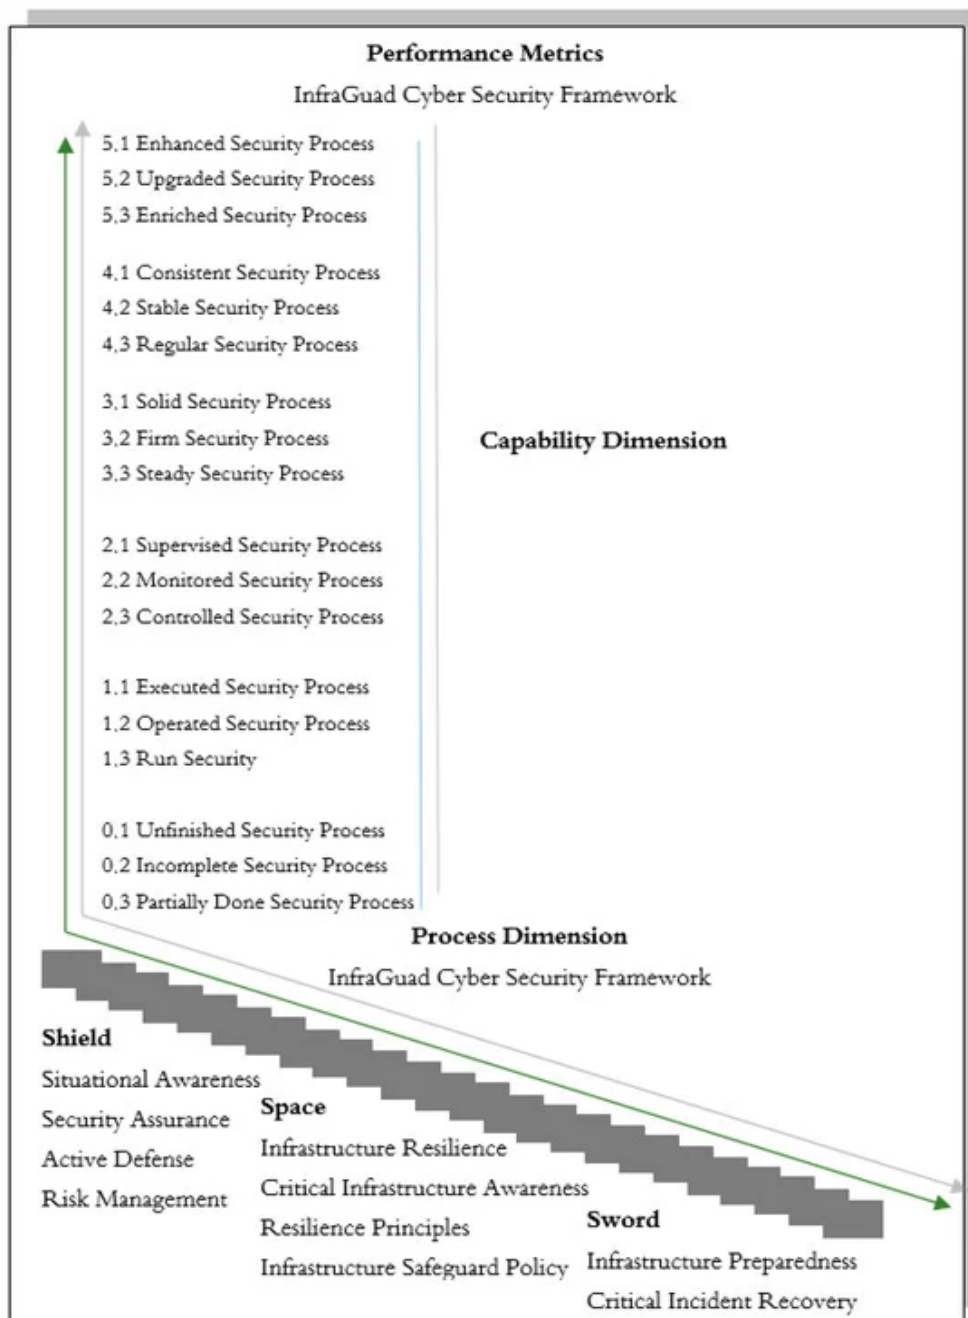 Performance Metrics
InfraGuad Cyber Security Framework
5,1 Enhanced Security Process
5,2 Upgraded Security Process
5,3 Enriched Security Process
4,1 Consistent Security Process
4,2 Stable Security Process
4,3 Regular Security Process
3,1 Solid Security Process
3,2 Firm Security Process
3,3 Steady Security Process
Capability Dimension
2,1 Supervised Security Process
2,2 Monitored Security Process
2,3 Controlled Security Process
1,1 Executed Security Process
1,2 Operated Security Process
1,3 Run Security
0,1 Unfinished Security Process
0,2 Incomplete Security Process
0,3 Partially Done Security Process
Process Dimension
InfraGuad Cyber Security Framework
Shield
Situational Awareness
Security Assurance
Active Defense
Risk Management
Space
Infrastructure Resilience
Critical Infrastructure Awareness
Resilience Principles
Infrastructure Safeguard Policy
Sword
Infrastructure Preparedness
Critical Incident Recovery